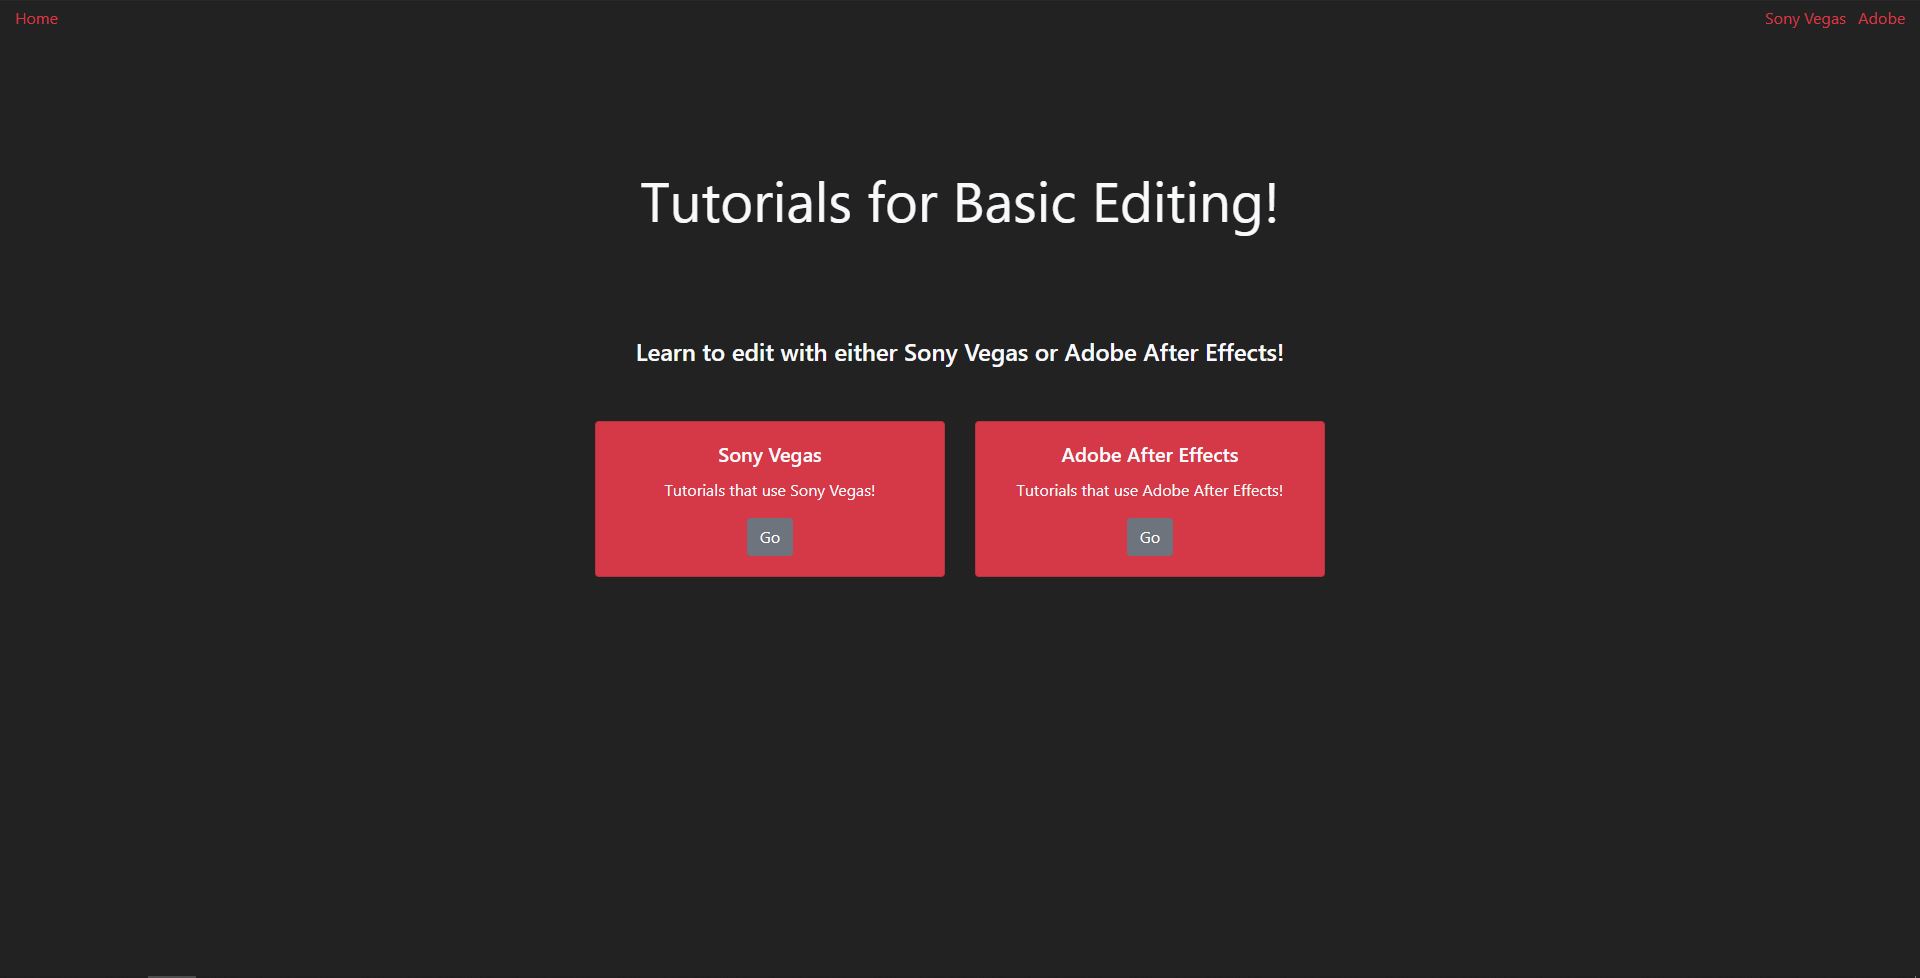 Home
Sony Vegas Adobe
Tutorials for Basic Editing!
Learn to edit with either Sony Vegas or Adobe After Effects!
Sony Vegas
Tutorials that use Sony Vegas!
Go
Adobe After Effects
Tutorials that use Adobe After Effects!
Go